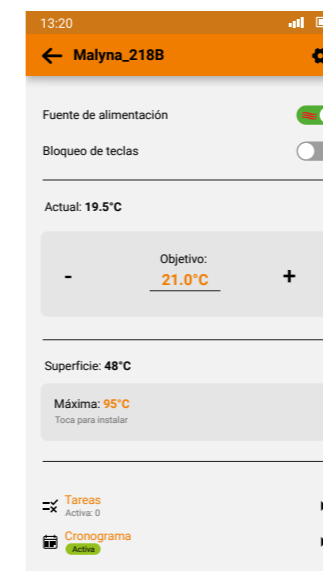 13:20
Malyna_218B
Fuente de alimentación
Bloqueo de teclas
Actual: 19.5°C
Objetivo:
- 21.0°C +
Superficie: 48°C
Máxima: 95°C
Toca para instalar
Tareas
Activa: 0
Cronograma
Activa